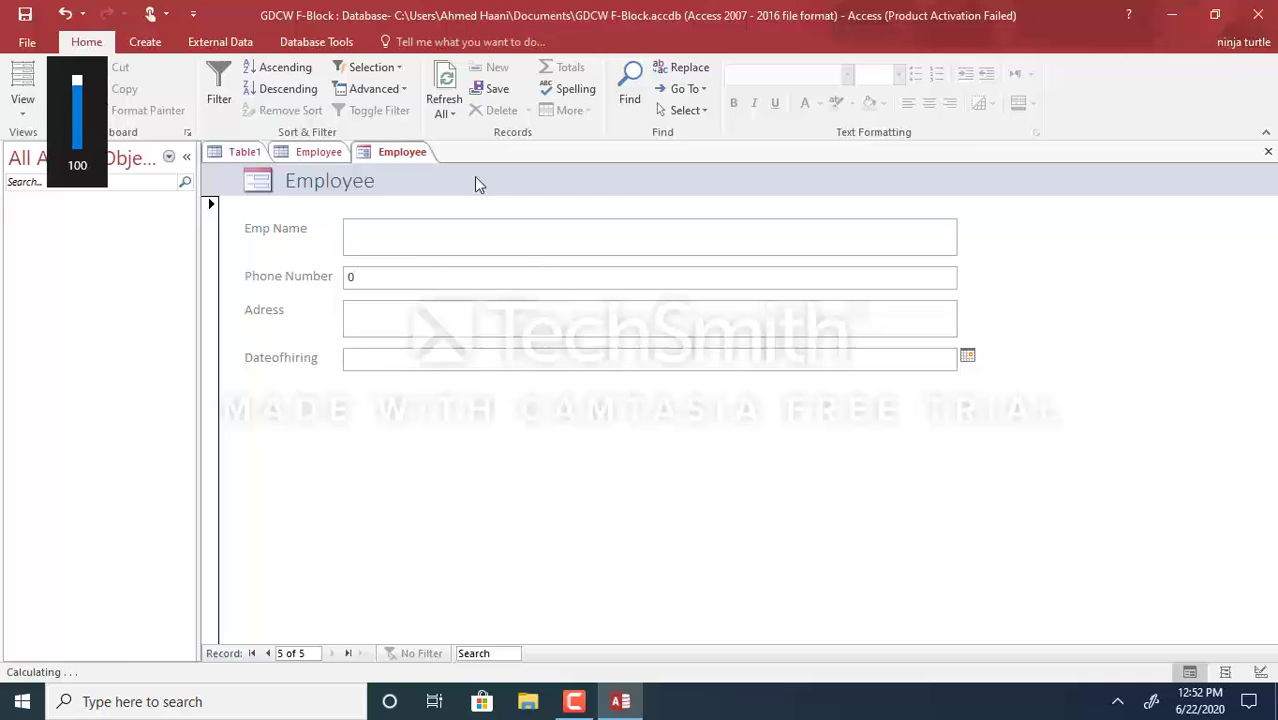 GDCW F-Block : Database- C:\Users\Ahmed Haani\Documents\GDCW F-Block.accdb (Access 2007 - 2016 file format) - Access (Product Activation Failed)
?
File Home Create External Data Database Tools Tell me what you want to do... ninja turtle
View
Views
Cut
Copy
Format Painter
board
100
Filter
Ascending
Descending
Remove Sort
Selection
Advanced
Toggle Filter
Sort & Filter
Refresh
All
New
Save
Delete
Totals
Spelling
More
Records
Find
Replace
Go To
Select
Find
B I U A
Text Formatting
All A Obje...
Search..
Table1 Employee Employee
Employee
Emp Name
Phone Number 0
Adress
Dateofhiring
TechSmith
MADE WITH CAMTASIA FREE TRIAL
Record: 5 of 5 No Filter Search
Calculating . . .
Type here to search
12:52 PM
6/22/2020